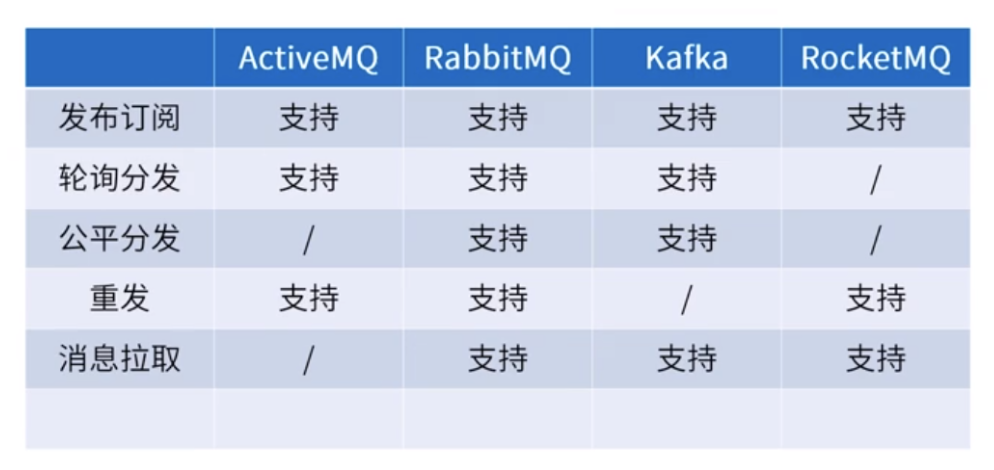 ActiveMQ RabbitMQ Kafka RocketMQ
发布订阅 支持 支持 支持 支持
轮询分发 支持 支持 支持 /
公平分发 / 支持 支持 /
重发 支持 支持 / 支持
消息拉取 / 支持 支持 支持